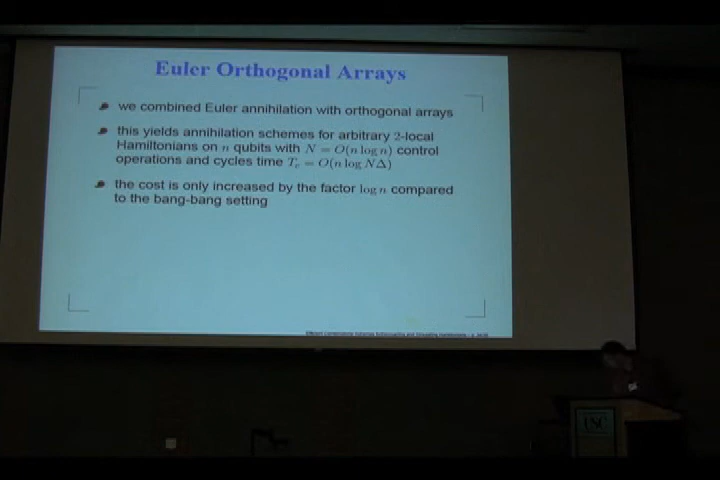 Euler Orthogonal Arrays
we combined Euler annihilation with orthogonal arrays
this yields annihilation schemes for arbitrary 2-local
Hamiltonians on n qubits with N = O(n log n) control
operations and cycles time T_c = O(n log N Δ)
the cost is only increased by the factor log n compared
to the bang-bang setting
USC